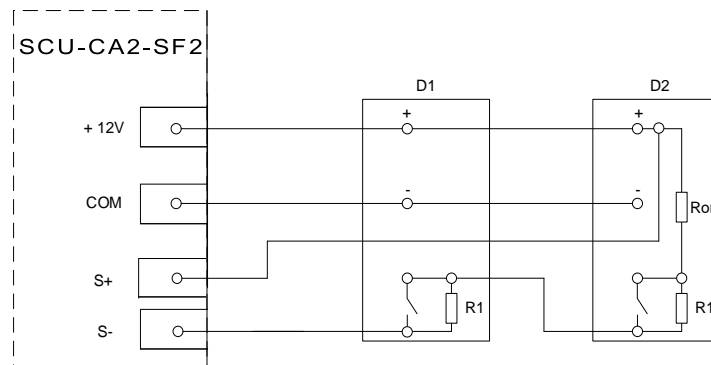 SCU-CA2-SF2
D1
D2
+ 12V
+
+
COM
-
-
S+
R1
R1
S-